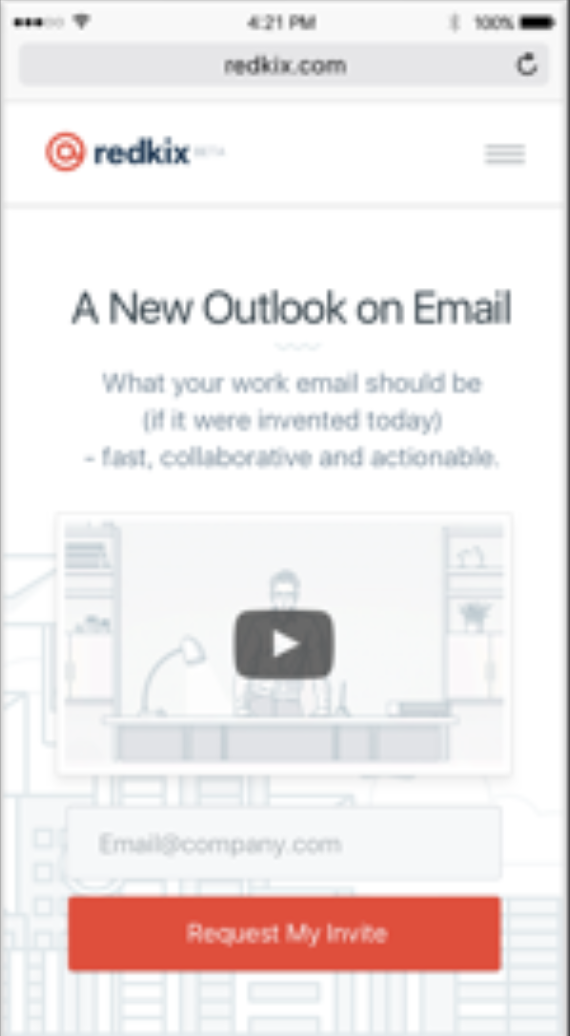 4:21 PM
100%
redkix.com
redkix BETA
A New Outlook on Email
What your work email should be
(if it were invented today)
- fast, collaborative and actionable.
Email@company.com
Request My Invite